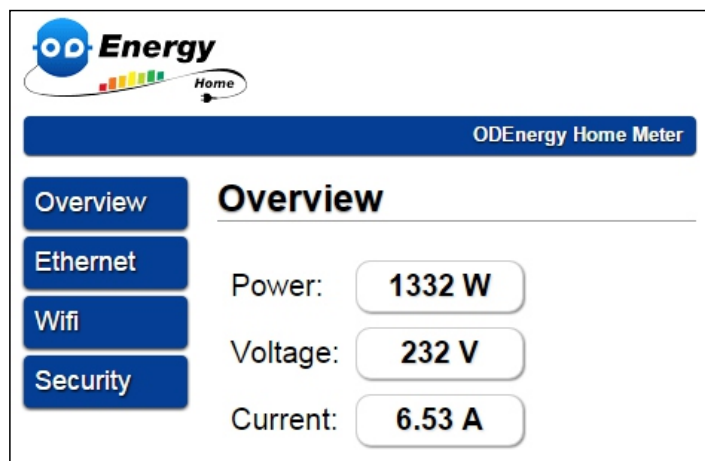 OD Energy
Home
ODEnergy Home Meter
Overview
Ethernet
Wifi
Security
Overview
Power: 1332 W
Voltage: 232 V
Current: 6.53 A